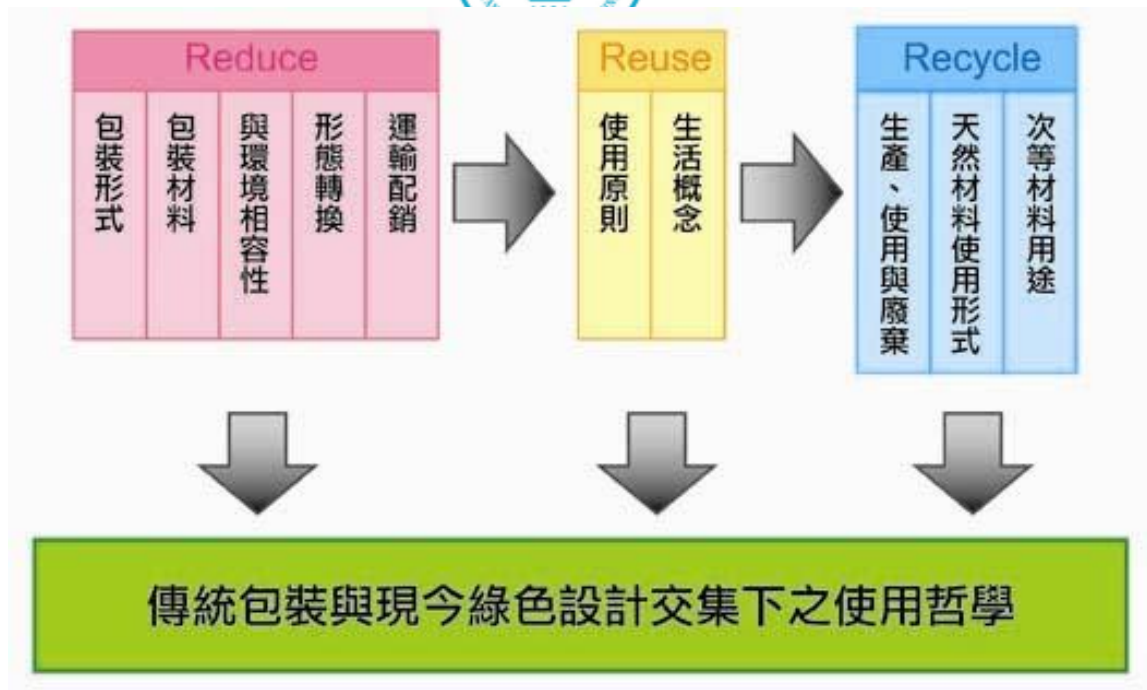 Reduce
包裝形式
包裝材料
與環境相容性
形態轉換
運輸配銷
Reuse
使用原則
生活概念
Recycle
生產、使用與廢棄
天然材料使用形式
次等材料用途
傳統包裝與現今綠色設計交集下之使用哲學